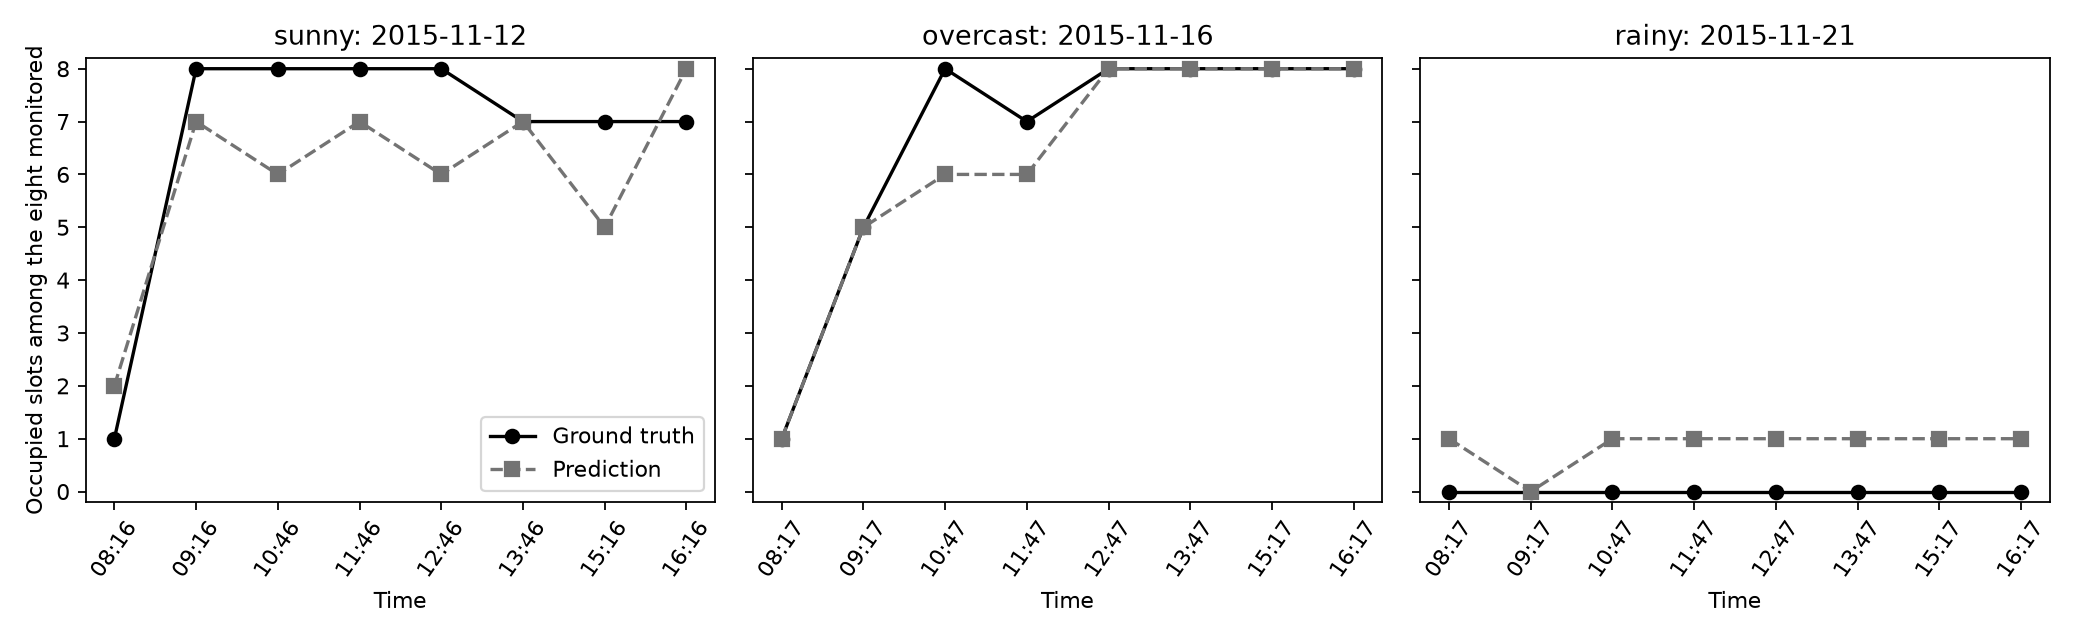 sunny: 2015-11-12
Occupied slots among the eight monitored
8
7
6
5
4
3
2
1
0
Ground truth
Prediction
08:16 09:16 10:46 11:46 12:46 13:46 15:16 16:16
Time
overcast: 2015-11-16
08:17 09:17 10:47 11:47 12:47 13:47 15:17 16:17
Time
rainy: 2015-11-21
08:17 09:17 10:47 11:47 12:47 13:47 15:17 16:17
Time